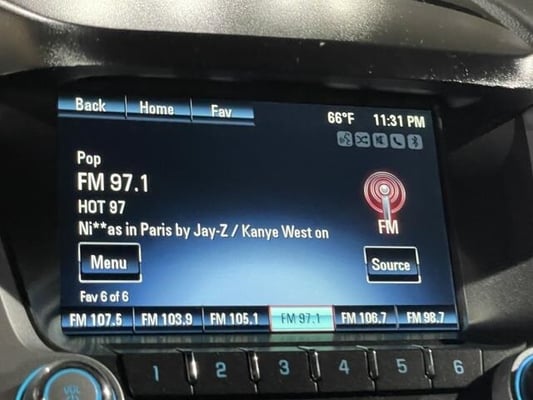 Back Home Fav
66°F 11:31 PM
Pop
FM 97.1
HOT 97
FM
Ni**as in Paris by Jay-Z / Kanye West on
Menu Source
Fav 6 of 6
FM 107.5 FM 103.9 FM 105.1 FM 97.1 FM 106.7 FM 98.7
1 2 3 4 5 6
VOL